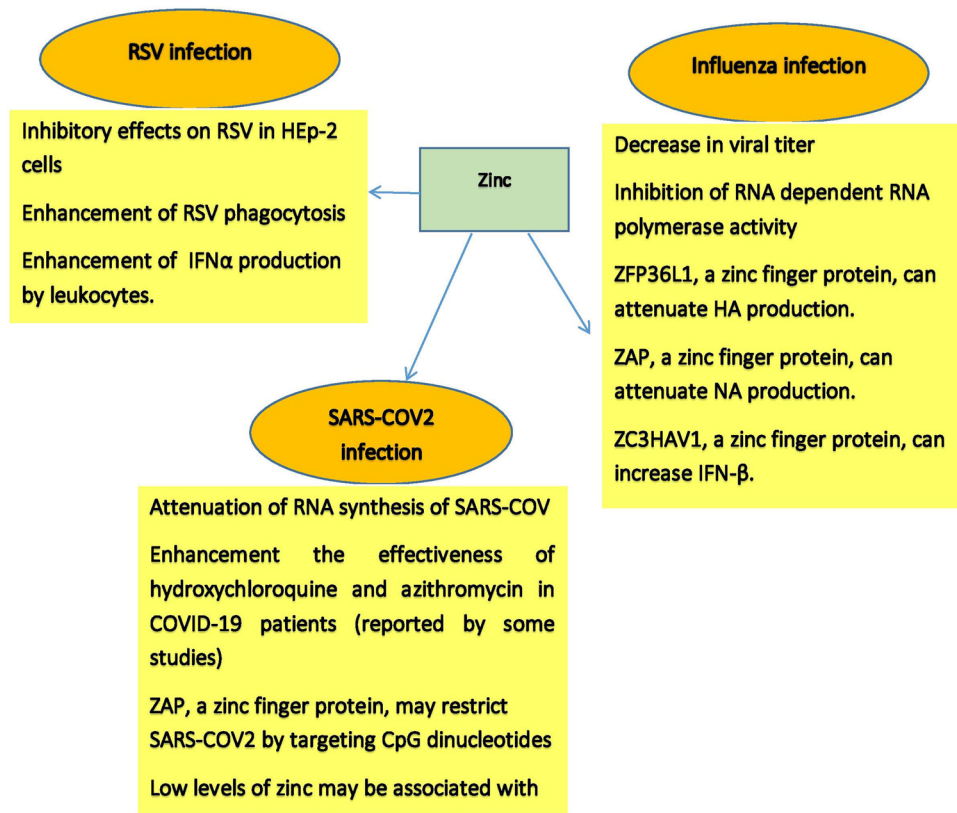 RSV infection
Inhibitory effects on RSV in HEp-2
cells
Enhancement of RSV phagocytosis
Enhancement of IFNα production
by leukocytes.
Zinc
Influenza infection
Decrease in viral titer
Inhibition of RNA dependent RNA
polymerase activity
ZFP36L1, a zinc finger protein, can
attenuate HA production.
ZAP, a zinc finger protein, can
attenuate NA production.
ZC3HAV1, a zinc finger protein, can
increase IFN-β.
SARS-COV2
infection
Attenuation of RNA synthesis of SARS-COV
Enhancement the effectiveness of
hydroxychloroquine and azithromycin in
COVID-19 patients (reported by some
studies)
ZAP, a zinc finger protein, may restrict
SARS-COV2 by targeting CpG dinucleotides
Low levels of zinc may be associated with